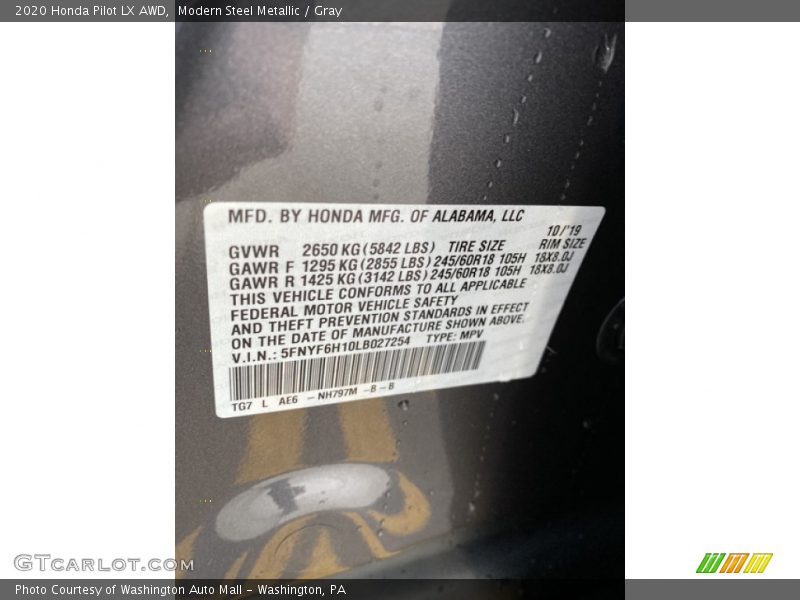 2020 Honda Pilot LX AWD, Modern Steel Metallic / Gray
MFD. BY HONDA MFG. OF ALABAMA, LLC
10/'19
GVWR 2650 KG (5842 LBS) TIRE SIZE RIM SIZE
GAWR F 1295 KG (2855 LBS) 245/60R18 105H 18X8.0J
GAWR R 1425 KG (3142 LBS) 245/60R18 105H 18X8.0J
THIS VEHICLE CONFORMS TO ALL APPLICABLE
FEDERAL MOTOR VEHICLE SAFETY
AND THEFT PREVENTION STANDARDS IN EFFECT
ON THE DATE OF MANUFACTURE SHOWN ABOVE.
V.I.N.: 5FNYF6H10LB027254 TYPE: MPV
TG7 L AE6 - NH797M - B - B
GTCARLOT.COM
Photo Courtesy of Washington Auto Mall - Washington, PA